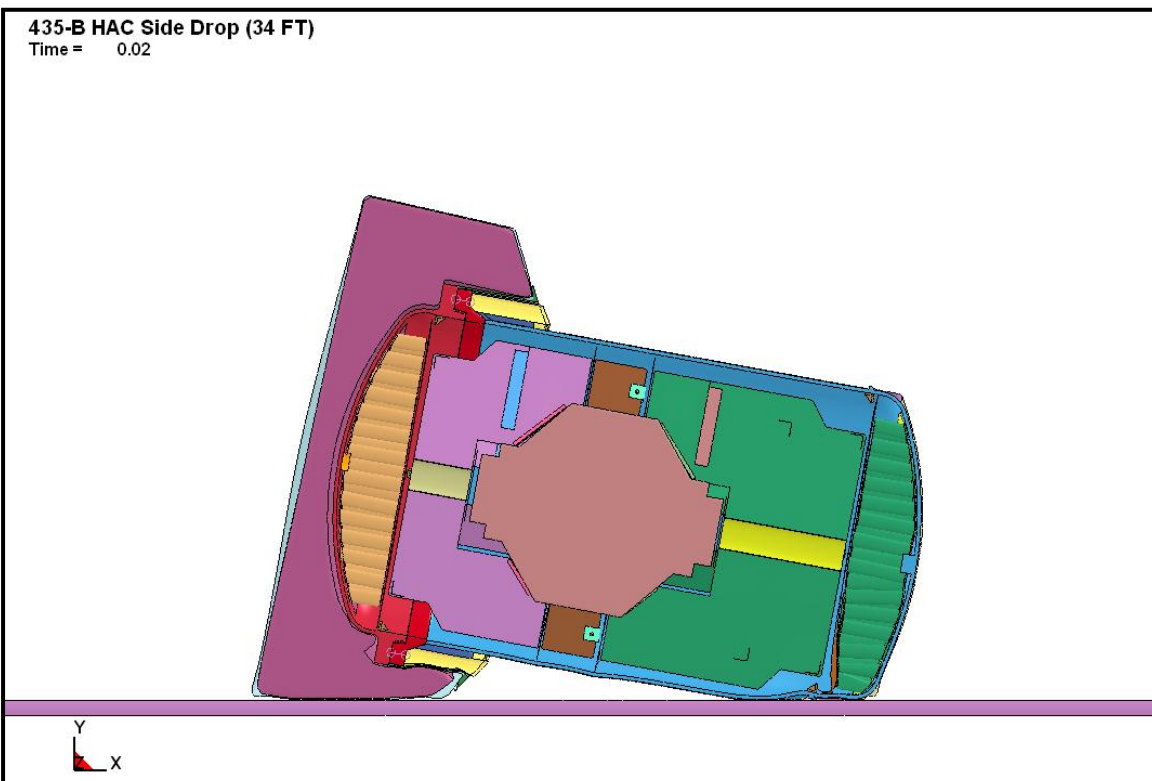 435-B HAC Side Drop (34 FT)
Time = 0.02
Y
Z X